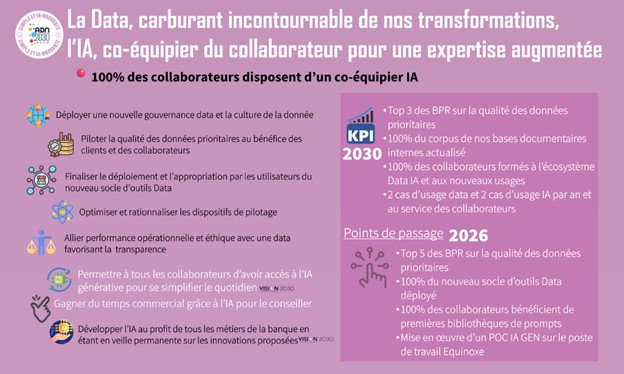 SIMPLE ET IA-HUMAINE
ADN
La Data, carburant incontournable de nos transformations,
l’IA, co-équipier du collaborateur pour une expertise augmentée
100% des collaborateurs disposent d’un co-équipier IA
Déployer une nouvelle gouvernance data et la culture de la donnée
Piloter la qualité des données prioritaires au bénéfice des
clients et des collaborateurs
Finaliser le déploiement et l'appropriation par les utilisateurs du
nouveau socle d’outils Data
Optimiser et rationnaliser les dispositifs de pilotage
Allier performance opérationnelle et éthique avec une data
favorisant la transparence
Permettre à tous les collaborateurs d’avoir accès à l’IA
générative pour se simplifier le quotidien VISION 2030
Gagner du temps commercial grâce à l’IA pour le conseiller
Développer l’IA au profit de tous les métiers de la banque en
étant en veille permanente sur les innovations proposées VISION 2030
KPI
2030
•Top 3 des BPR sur la qualité des données
prioritaires
•100% du corpus de nos bases documentaires
internes actualisé
•100% des collaborateurs formés à l’écosystème
Data IA et aux nouveaux usages
•2 cas d’usage data et 2 cas d’usage IA par an et
au service des collaborateurs
Points de passage 2026
•Top 5 des BPR sur la qualité des données
prioritaires
•100% du nouveau socle d’outils Data
déployé
•100% des collaborateurs bénéficient de
premières bibliothèques de prompts
•Mise en œuvre d’un POC IA GEN sur le poste
de travail Equinoxe